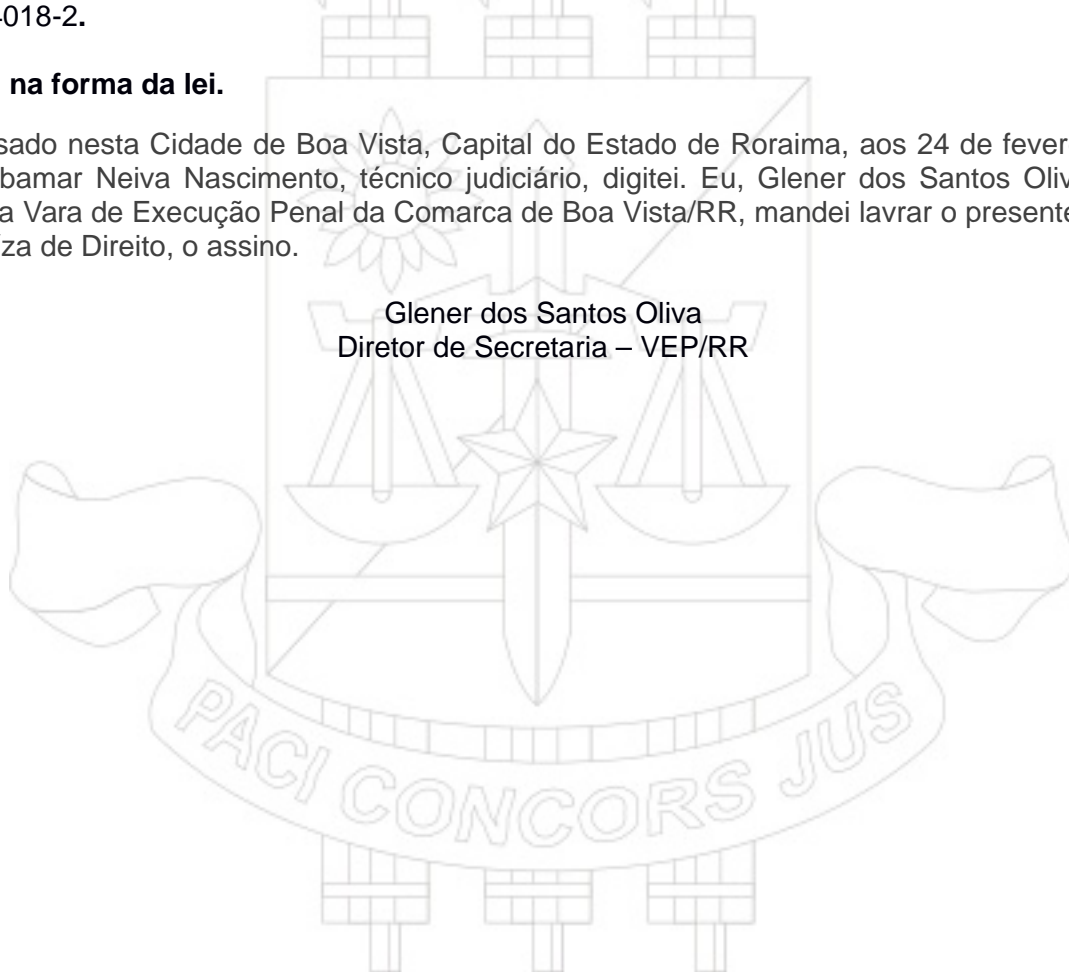 4018-2.
na forma da lei.
sado nesta Cidade de Boa Vista, Capital do Estado de Roraima, aos 24 de fever
bamar Neiva Nascimento, técnico judiciário, digitei. Eu, Glener dos Santos Oliv
a Vara de Execução Penal da Comarca de Boa Vista/RR, mandei lavrar o presente
íza de Direito, o assino.
Glener dos Santos Oliva
Diretor de Secretaria – VEP/RR
PACI CONCORS JUS